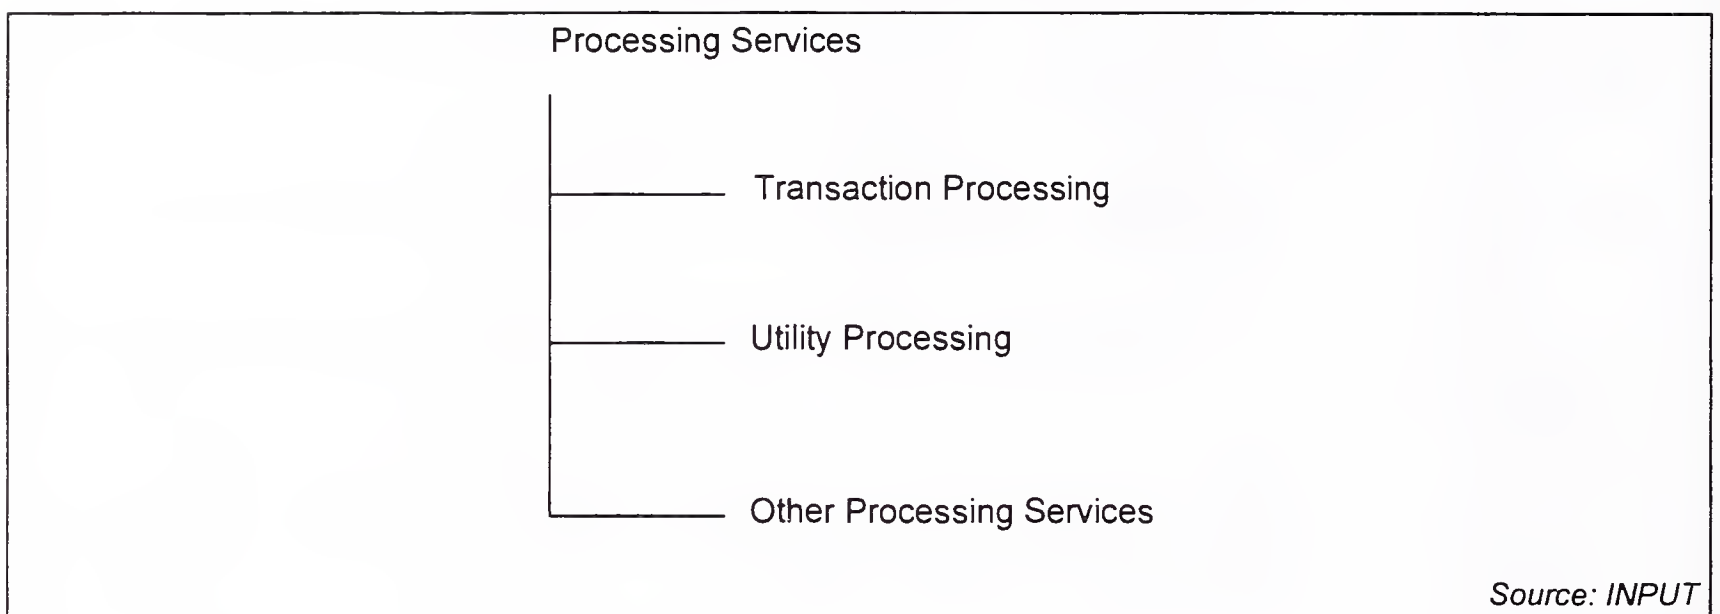 Processing Services
Transaction Processing
Utility Processing
Other Processing Services
Source: INPUT